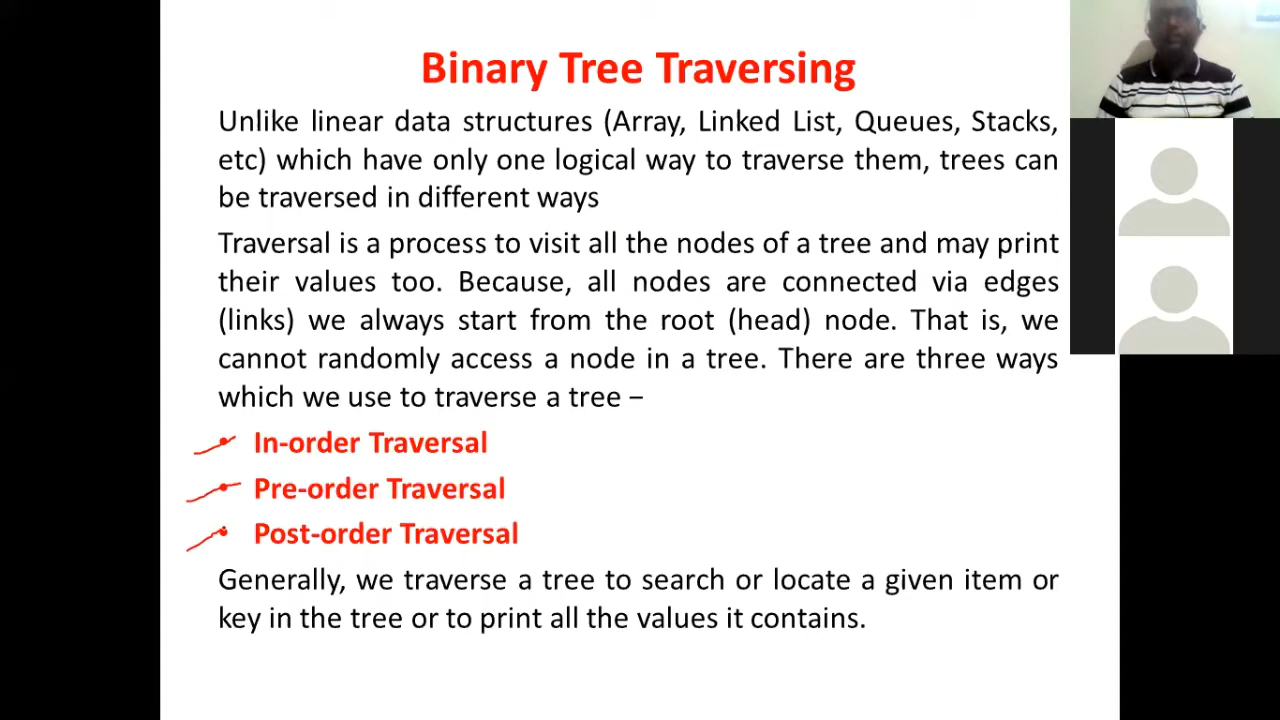 Binary Tree Traversing
Unlike linear data structures (Array, Linked List, Queues, Stacks,
etc) which have only one logical way to traverse them, trees can
be traversed in different ways
Traversal is a process to visit all the nodes of a tree and may print
their values too. Because, all nodes are connected via edges
(links) we always start from the root (head) node. That is, we
cannot randomly access a node in a tree. There are three ways
which we use to traverse a tree −
• In-order Traversal
• Pre-order Traversal
• Post-order Traversal
Generally, we traverse a tree to search or locate a given item or
key in the tree or to print all the values it contains.